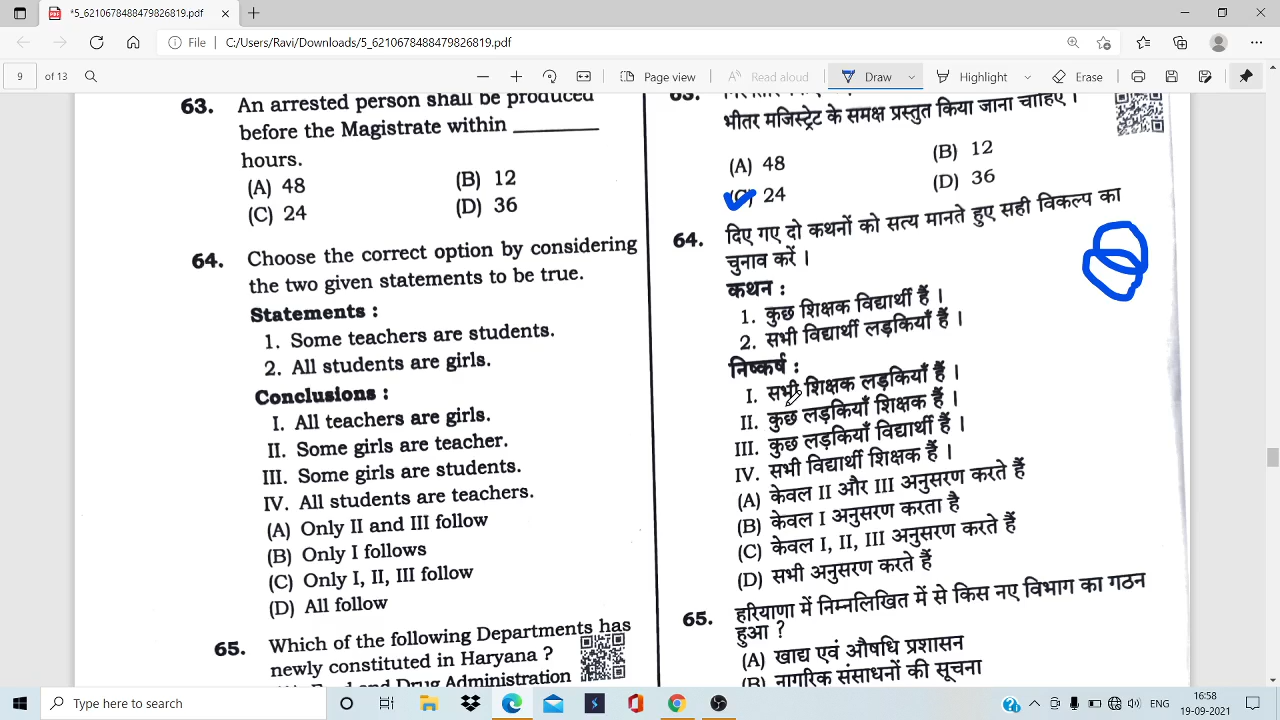 *5_6210678488479826819.pdf
File
C:/Users/Ravi/Downloads/5_6210678488479826819.pdf
9 of 13
Page view
Read aloud
Draw
Highlight
Erase
63. An arrested person shall be produced
before the Magistrate within ________
hours.
(A) 48
(B) 12
(C) 24
(D) 36
64. Choose the correct option by considering
the two given statements to be true.
Statements :
1. Some teachers are students.
2. All students are girls.
Conclusions :
I. All teachers are girls.
II. Some girls are teacher.
III. Some girls are students.
IV. All students are teachers.
(A) Only II and III follow
(B) Only I follows
(C) Only I, II, III follow
(D) All follow
65. Which of the following Departments has
newly constituted in Haryana ?
Food and Drug Administration
भीतर मजिस्ट्रेट के समक्ष प्रस्तुत किया जाना चाहिए ।
(A) 48
(B) 12
(C) 24
(D) 36
64. दिए गए दो कथनों को सत्य मानते हुए सही विकल्प का
चुनाव करें ।
कथन :
1. कुछ शिक्षक विद्यार्थी हैं ।
2. सभी विद्यार्थी लड़कियाँ हैं ।
निष्कर्ष :
I. सभी शिक्षक लड़कियाँ हैं ।
II. कुछ लड़कियाँ शिक्षक हैं ।
III. कुछ लड़कियाँ विद्यार्थी हैं ।
IV. सभी विद्यार्थी शिक्षक हैं ।
(A) केवल II और III अनुसरण करते हैं
(B) केवल I अनुसरण करता है
(C) केवल I, II, III अनुसरण करते हैं
(D) सभी अनुसरण करते हैं
65. हरियाणा में निम्नलिखित में से किस नए विभाग का गठन
हुआ ?
(A) खाद्य एवं औषधि प्रशासन
(B) नागरिक संसाधनों की सूचना
Type here to search
ENG
16:58
19-09-2021